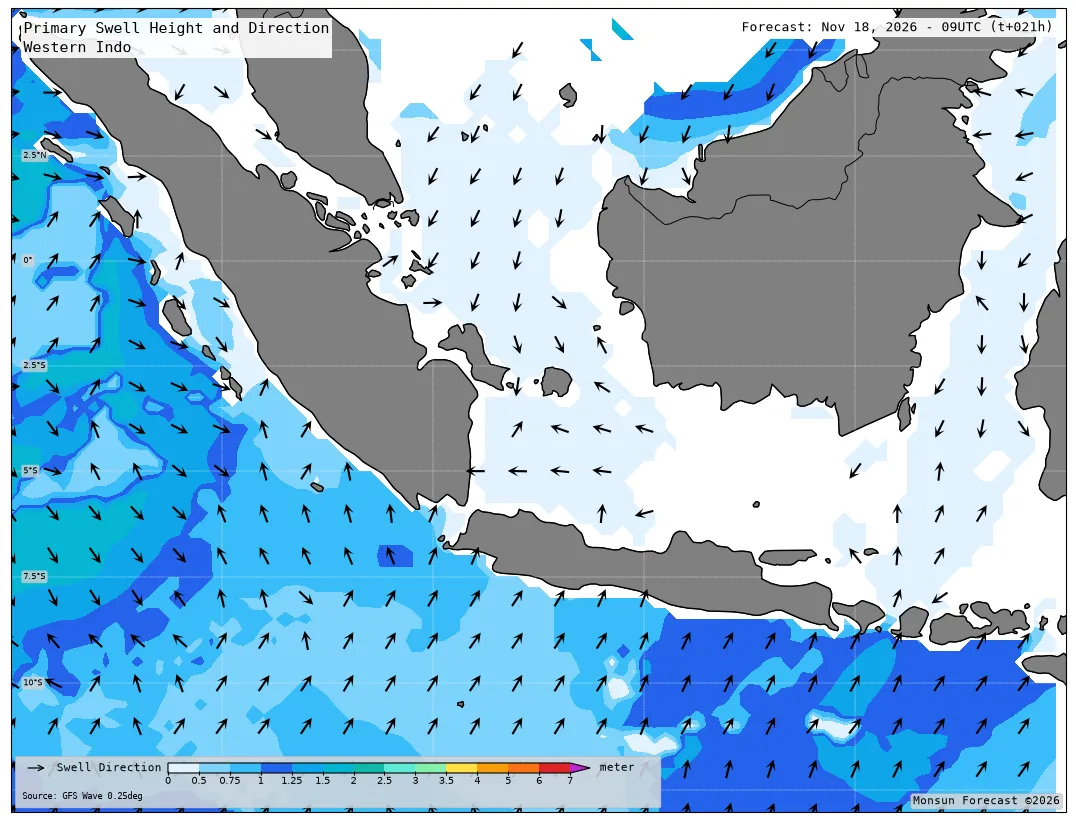 Primary Swell Height and Direction
Western Indo
Forecast: Nov 18, 2026 - 09UTC (t+021h)
2.5°N
0°
2.5°S
5°S
7.5°S
10°S
Swell Direction
0 0.5 0.75 1 1.25 1.5 2 2.5 3 3.5 4 5 6 7
meter
Source: GFS Wave 0.25deg
Monsun Forecast ©2026